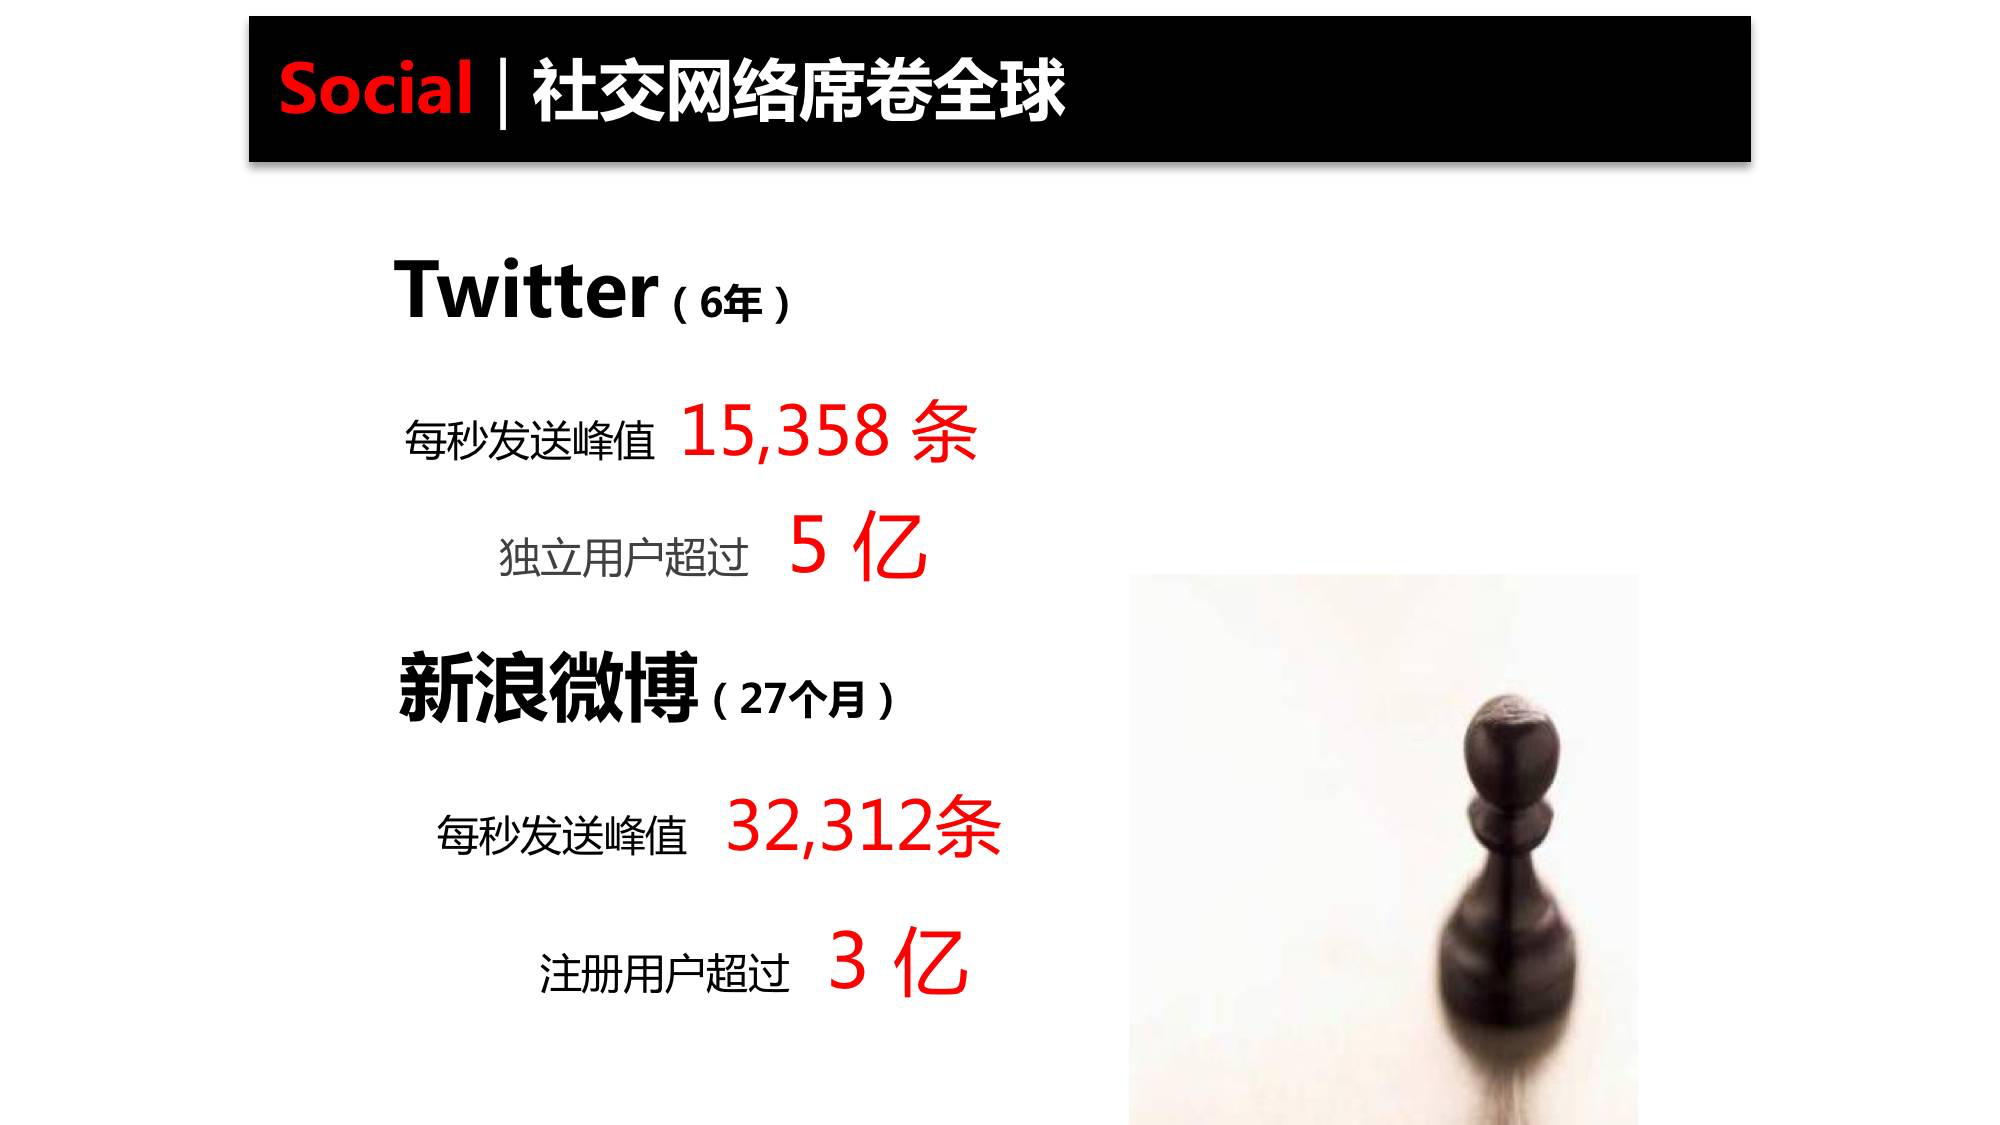 Social | 社交网络席卷全球
Twitter（6年）
每秒发送峰值 15,358 条
独立用户超过 5 亿
新浪微博（27个月）
每秒发送峰值 32,312条
注册用户超过 3 亿